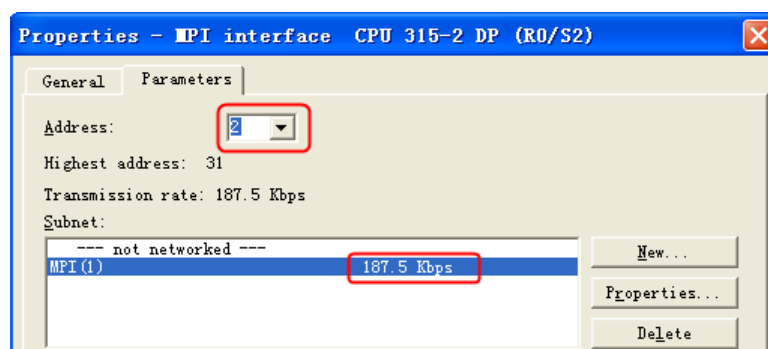 Properties - MPI interface CPU 315-2 DP (R0/S2)
General Parameters
Address: 2
Highest address: 31
Transmission rate: 187.5 Kbps
Subnet:
--- not networked ---
New...
MPI(1) 187.5 Kbps
Properties...
Delete